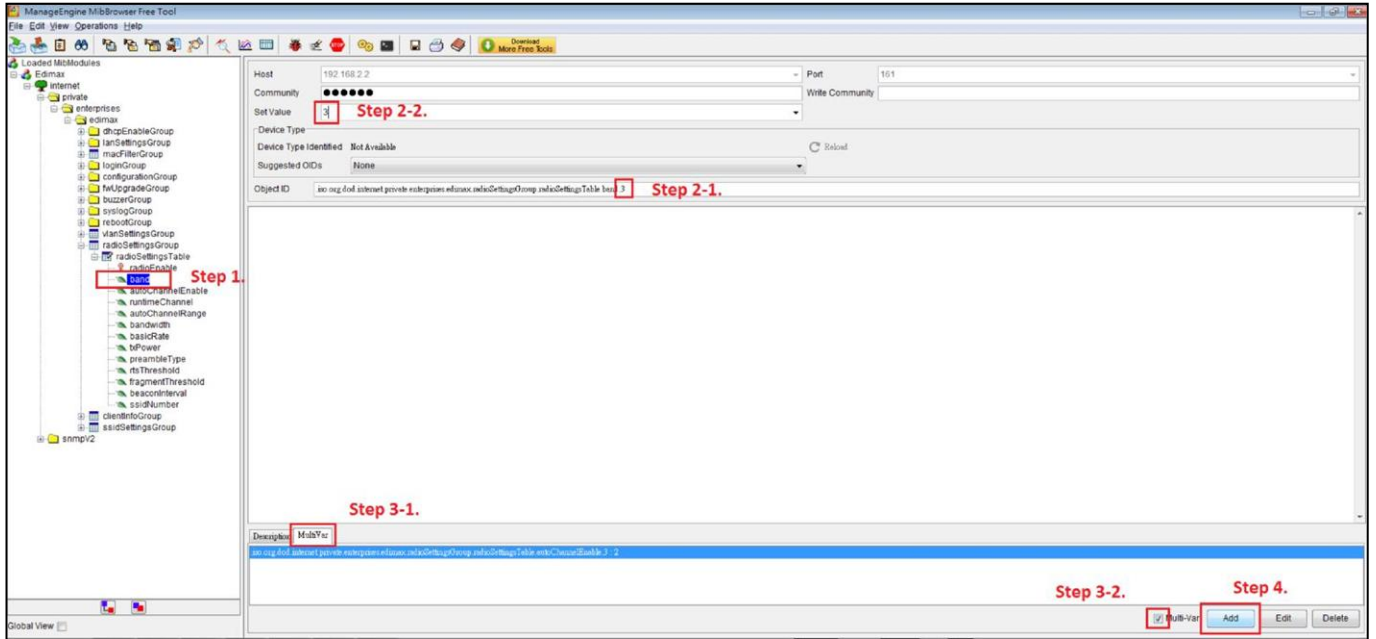 ManageEngine MibBrowser Free Tool
File Edit View Operations Help
Download
More Free Tools
Loaded MibModules
Edimax
internet
private
enterprises
edimax
dhcpEnableGroup
lanSettingsGroup
macFilterGroup
loginGroup
configurationGroup
fwUpgradeGroup
buzzerGroup
syslogGroup
rebootGroup
vlanSettingsGroup
radioSettingsGroup
radioSettingsTable
radioEnable
band
Step 1.
autoChannelEnable
runtimeChannel
autoChannelRange
bandwidth
basicRate
txPower
preambleType
rtsThreshold
fragmentThreshold
beaconInterval
ssidNumber
clientInfoGroup
ssidSettingsGroup
snmpV2
Global View
Host 192.168.2.2 Port 161
Community ●●●●●● Write Community
Set Value 3 Step 2-2.
Device Type
Device Type Identified Not Available Reload
Suggested OIDs None
Object ID iso.org.dod.internet.private.enterprises.edimax.radioSettingsGroup.radioSettingsTable.band.3 Step 2-1.
Step 3-1.
Description MultiVar
iso.org.dod.internet.private.enterprises.edimax.radioSettingsGroup.radioSettingsTable.autoChannelEnable.3 : 2
Step 3-2. Step 4.
Multi-Var Add Edit Delete